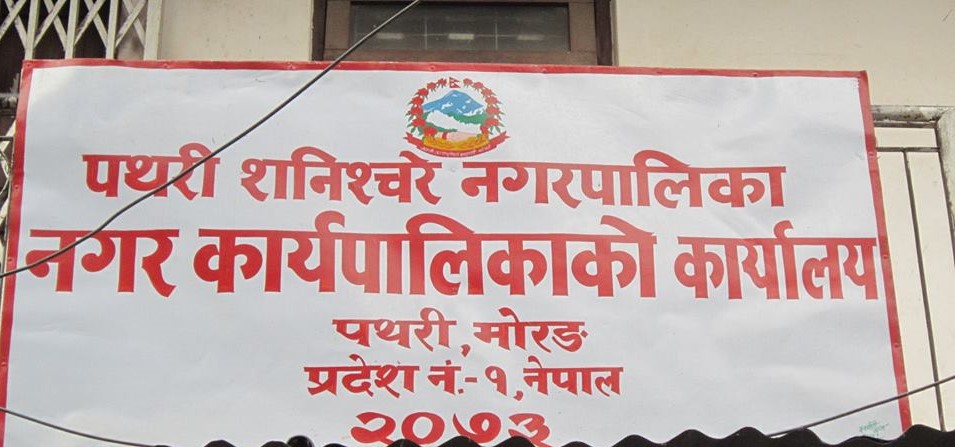 पथरी शनिश्चरे नगरपालिका
नगर कार्यपालिकाको कार्यालय
पथरी, मोरङ
प्रदेश नं.-१, नेपाल
२०७३